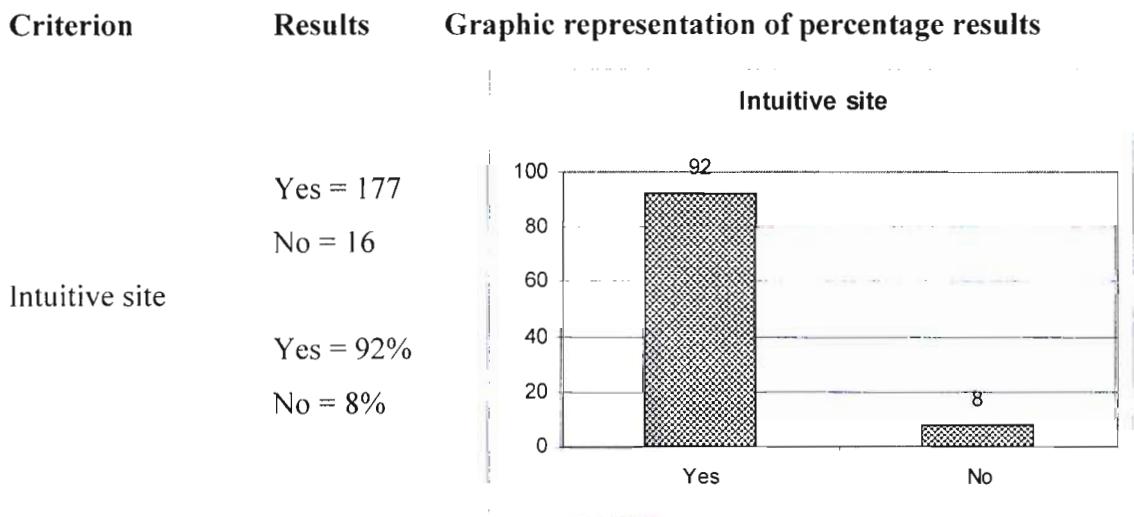 Criterion Results Graphic representation of percentage results
Intuitive site
Yes = 177
No = 16
Intuitive site
Yes = 92%
No = 8%
100
80
60
40
20
0
92
8
Yes No